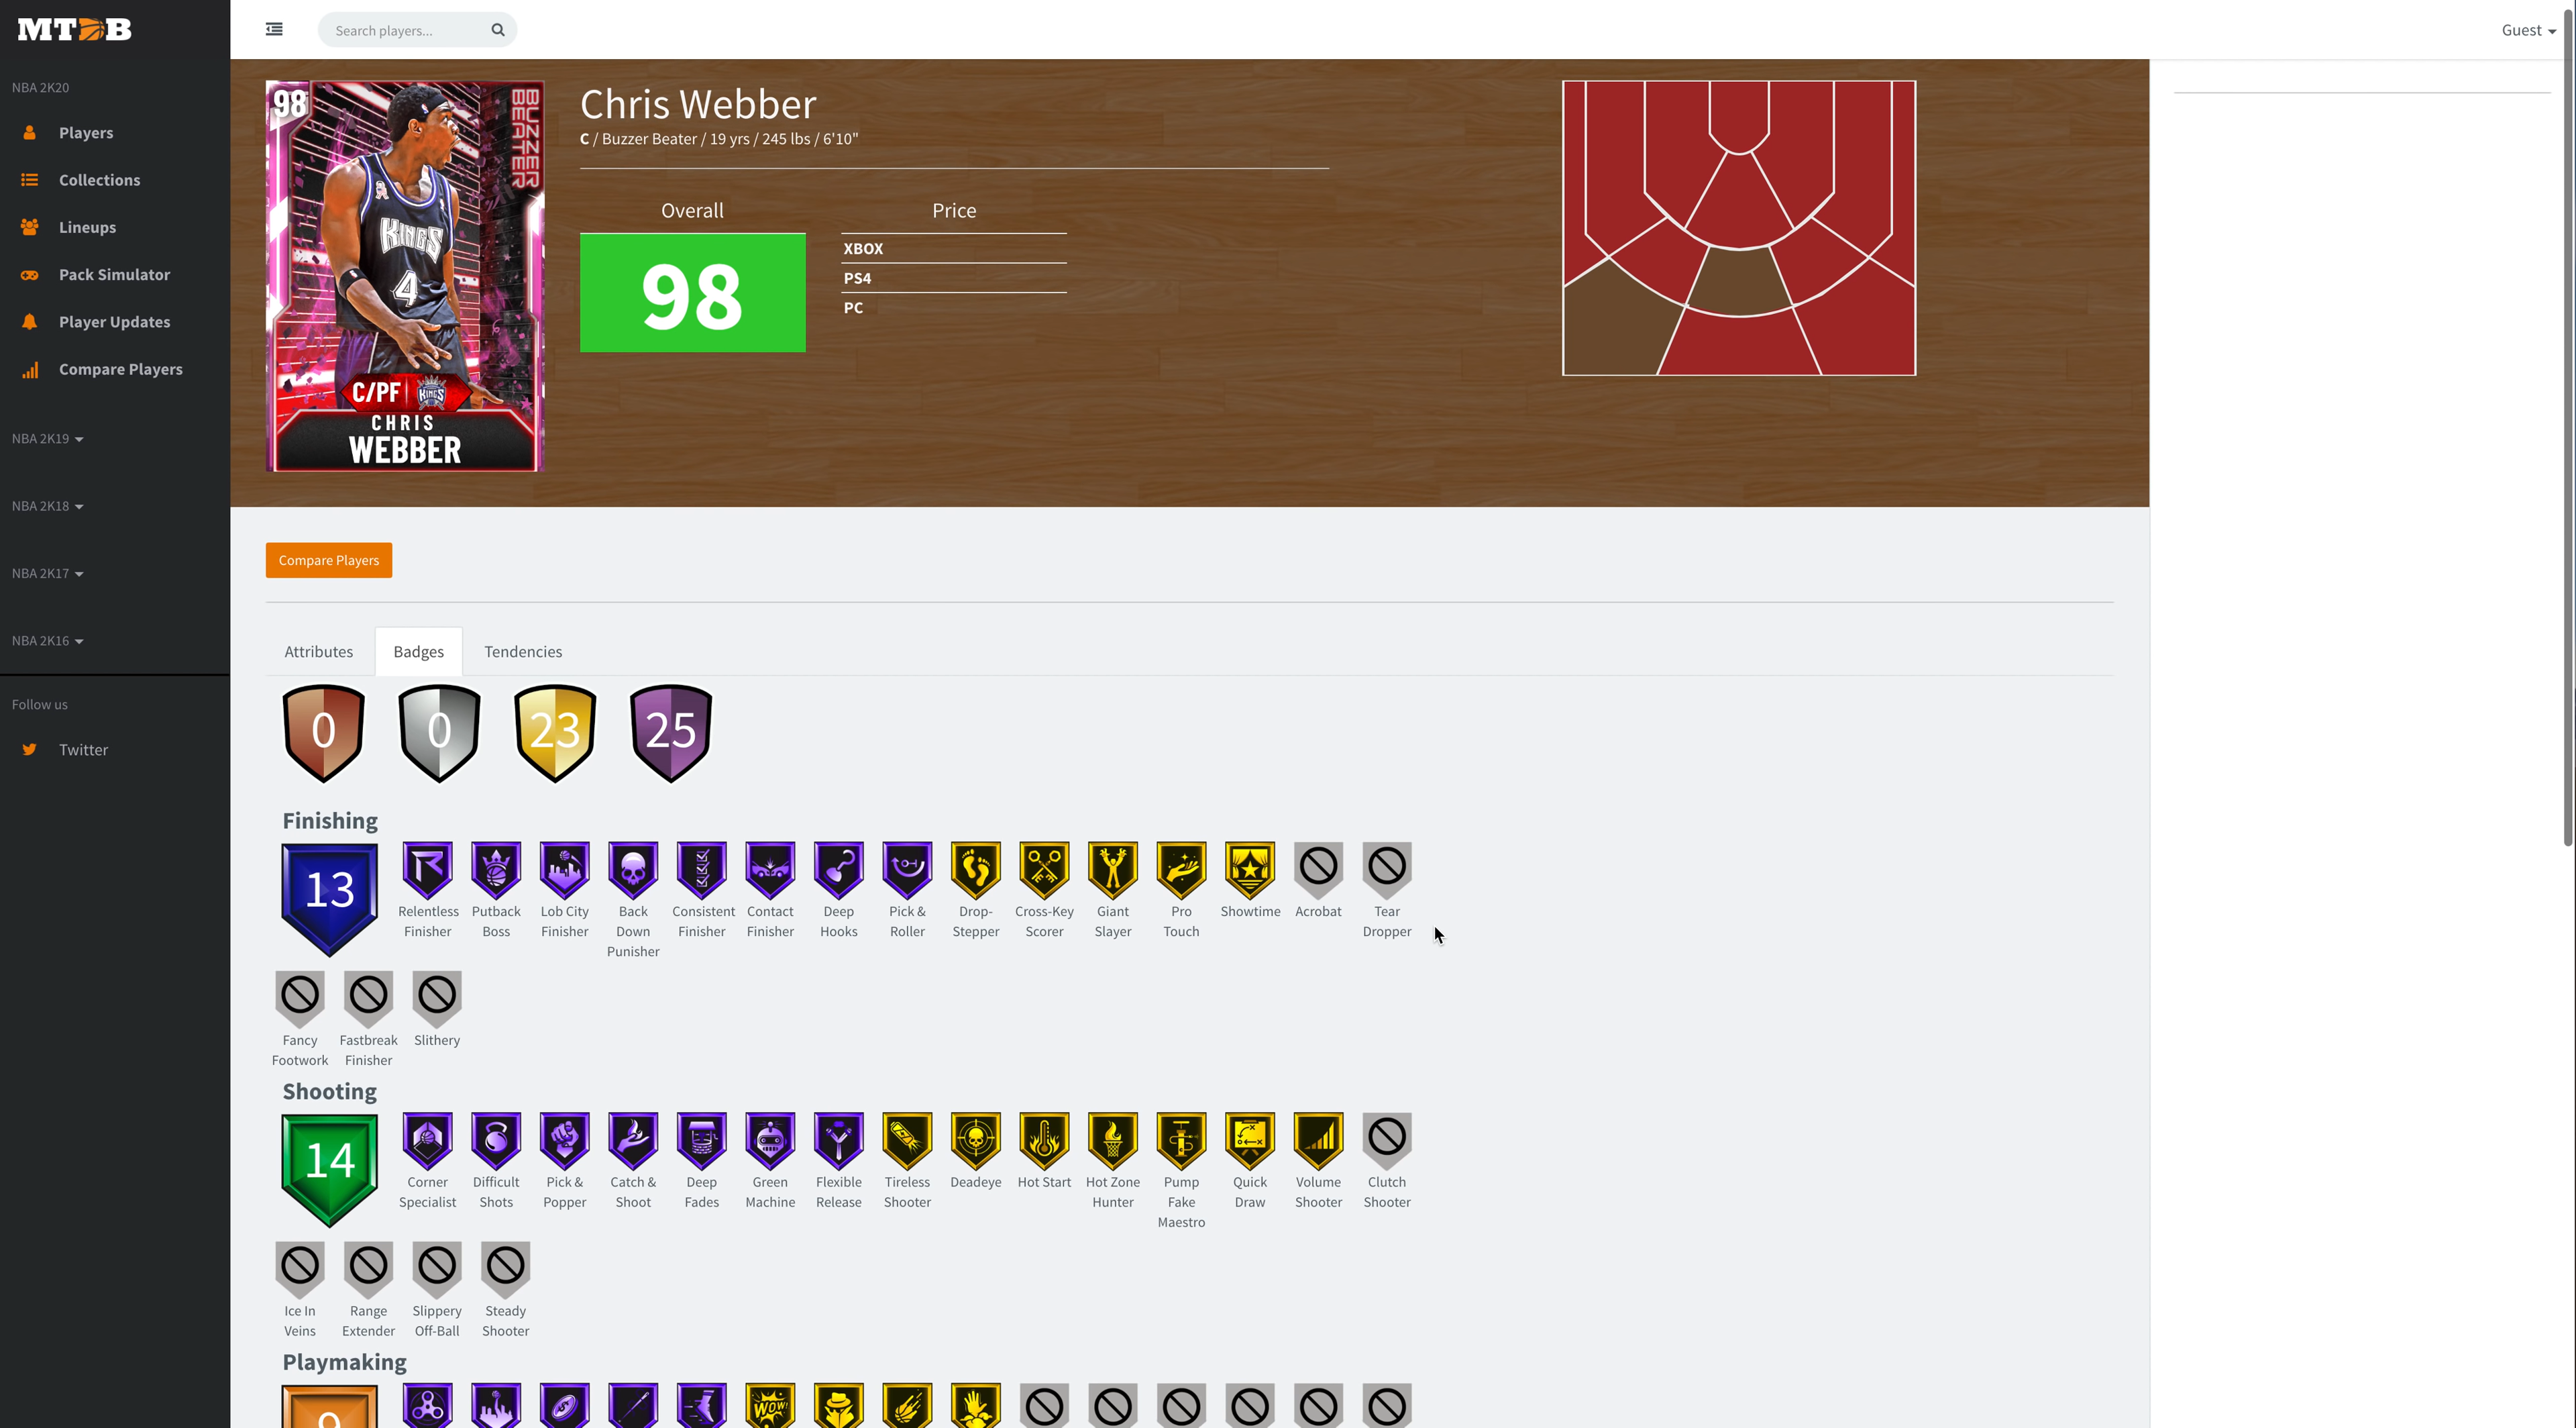 MTDB
Search players...
Guest
NBA 2K20
Players
Collections
Lineups
Pack Simulator
Player Updates
Compare Players
NBA 2K19
NBA 2K18
NBA 2K17
NBA 2K16
Follow us
Twitter
98
BUZZER
BEATER
KINGS
4
C/PF
KINGS
CHRIS
WEBBER
Chris Webber
C / Buzzer Beater / 19 yrs / 245 lbs / 6'10"
Overall
98
Price
XBOX
PS4
PC
Compare Players
Attributes
Badges
Tendencies
0
0
23
25
Finishing
13
Relentless
Finisher
Putback
Boss
Lob City
Finisher
Back
Down
Punisher
Consistent
Finisher
Contact
Finisher
Deep
Hooks
Pick &
Roller
Drop-
Stepper
Cross-Key
Scorer
Giant
Slayer
Pro
Touch
Showtime
Acrobat
Tear
Dropper
Fancy
Footwork
Fastbreak
Finisher
Slithery
Shooting
14
Corner
Specialist
Difficult
Shots
Pick &
Popper
Catch &
Shoot
Deep
Fades
Green
Machine
Flexible
Release
Tireless
Shooter
Deadeye
Hot Start
Hot Zone
Hunter
Pump
Fake
Maestro
Quick
Draw
Volume
Shooter
Clutch
Shooter
Ice In
Veins
Range
Extender
Slippery
Off-Ball
Steady
Shooter
Playmaking
9
WOW!